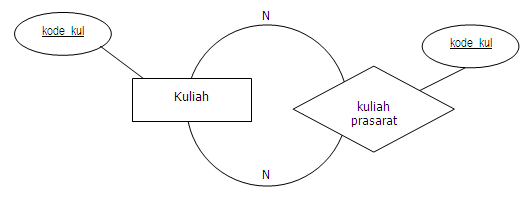 N
kode_kul
kode_kul
Kuliah
kuliah
prasarat
N